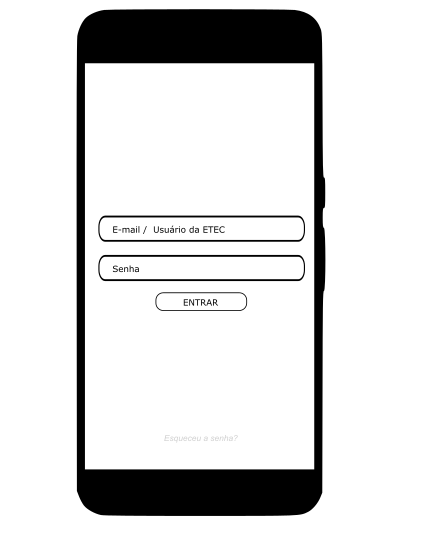 E-mail / Usuário da ETEC
Senha
ENTRAR
Esqueceu a senha?